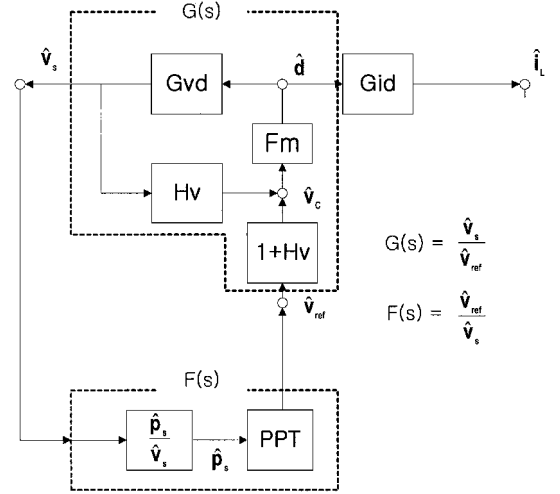 G(s)
v̂s
Gvd
d̂
Gid
îL
Fm
Hv
v̂c
1+Hv
G(s) = v̂s / v̂ref
v̂ref
F(s) = v̂ref / v̂s
F(s)
p̂s / v̂s
p̂s
PPT